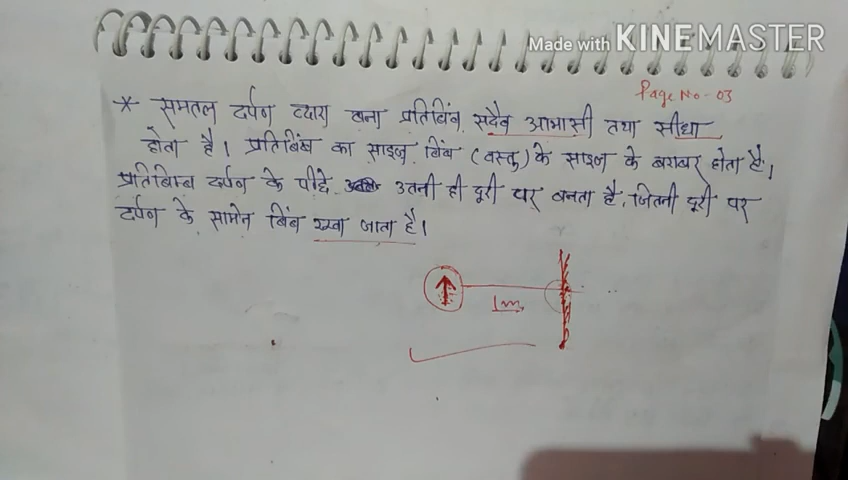 Made with KINEMASTER
Page No - 03
* समतल दर्पण द्वारा बना प्रतिबिंब सदैव आभासी तथा सीधा
होता है। प्रतिबिंब का साइज बिंब (वस्तु) के साइज के बराबर होता है।
प्रतिबिम्ब दर्पण के पीछे उतनी ही दूरी पर बनता है, जितनी दूरी पर
दर्पण के सामने बिंब रखा जाता है।
1m